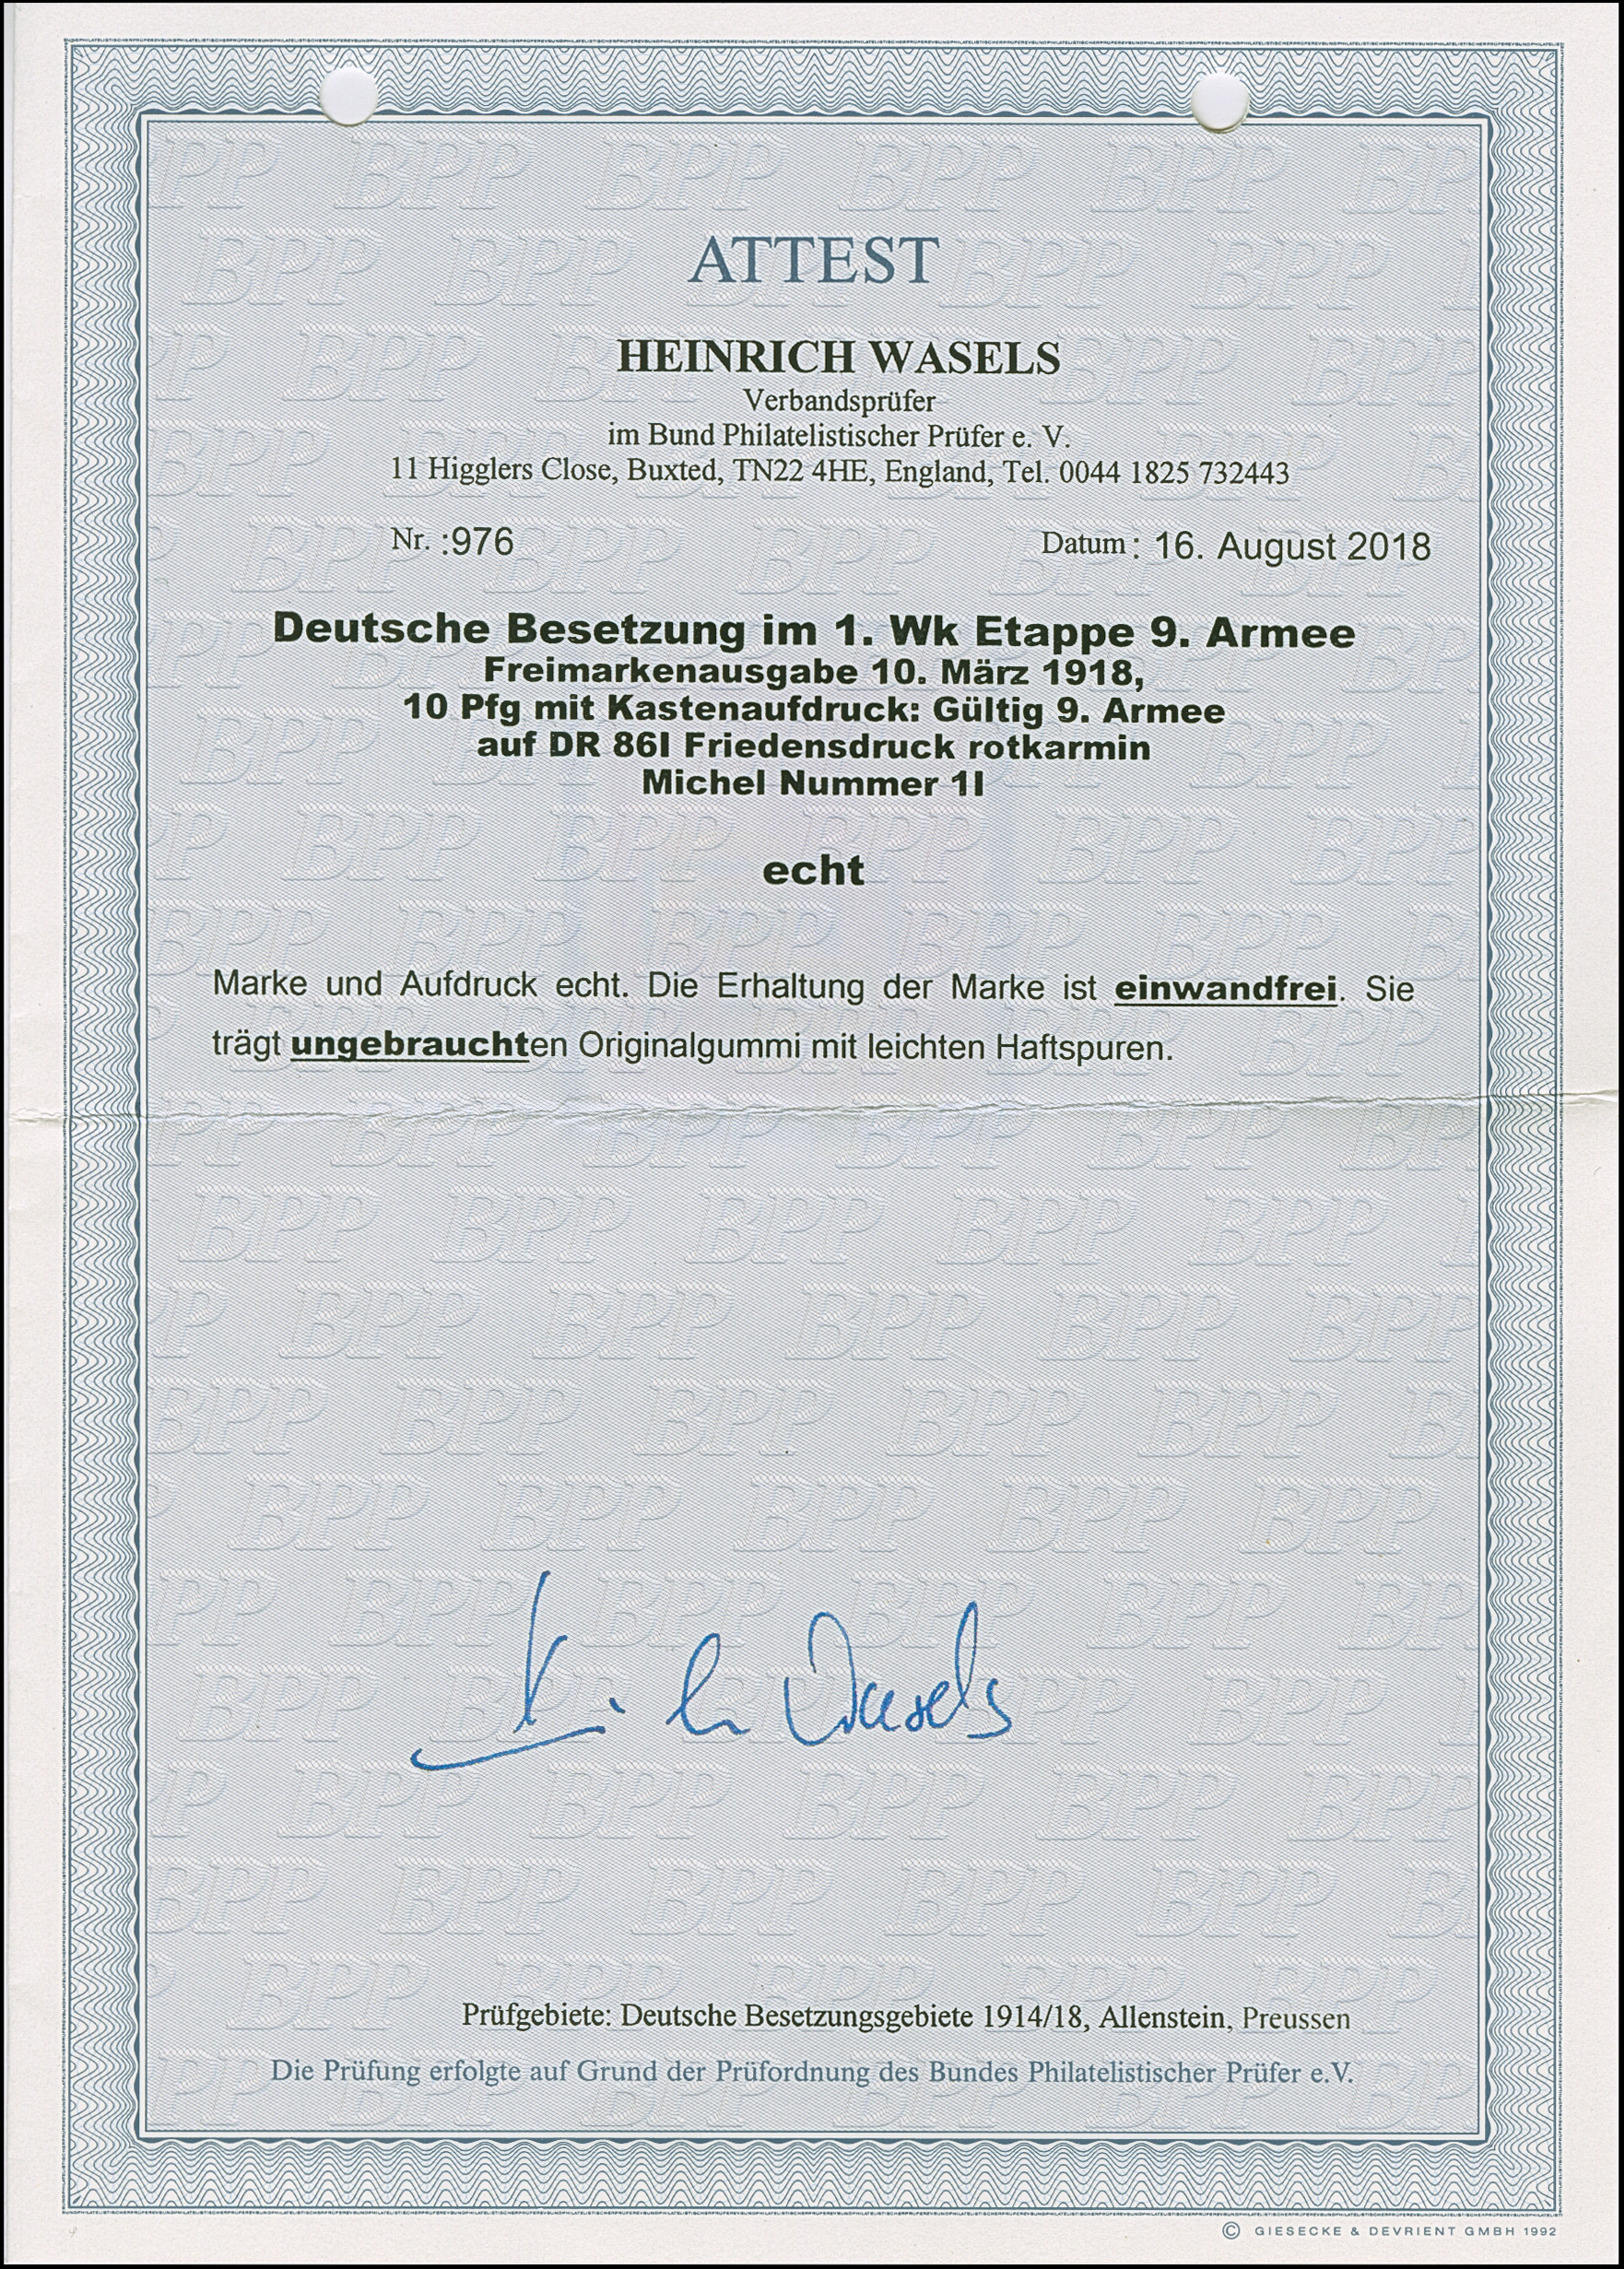 ATTEST
HEINRICH WASELS
Verbandsprüfer
im Bund Philatelistischer Prüfer e. V.
11 Higglers Close, Buxted, TN22 4HE, England, Tel. 0044 1825 732443
Nr. :976 Datum: 16. August 2018
Deutsche Besetzung im 1. Wk Etappe 9. Armee
Freimarkenausgabe 10. März 1918,
10 Pfg mit Kastenaufdruck: Gültig 9. Armee
auf DR 86I Friedensdruck rotkarmin
Michel Nummer 1I
echt
Marke und Aufdruck echt. Die Erhaltung der Marke ist einwandfrei. Sie
trägt ungebrauchten Originalgummi mit leichten Haftspuren.
Wasels
Prüfgebiete: Deutsche Besetzungsgebiete 1914/18, Allenstein, Preussen
Die Prüfung erfolgte auf Grund der Prüfordnung des Bundes Philatelistischer Prüfer e.V.
© GIESECKE & DEVRIENT GMBH 1992